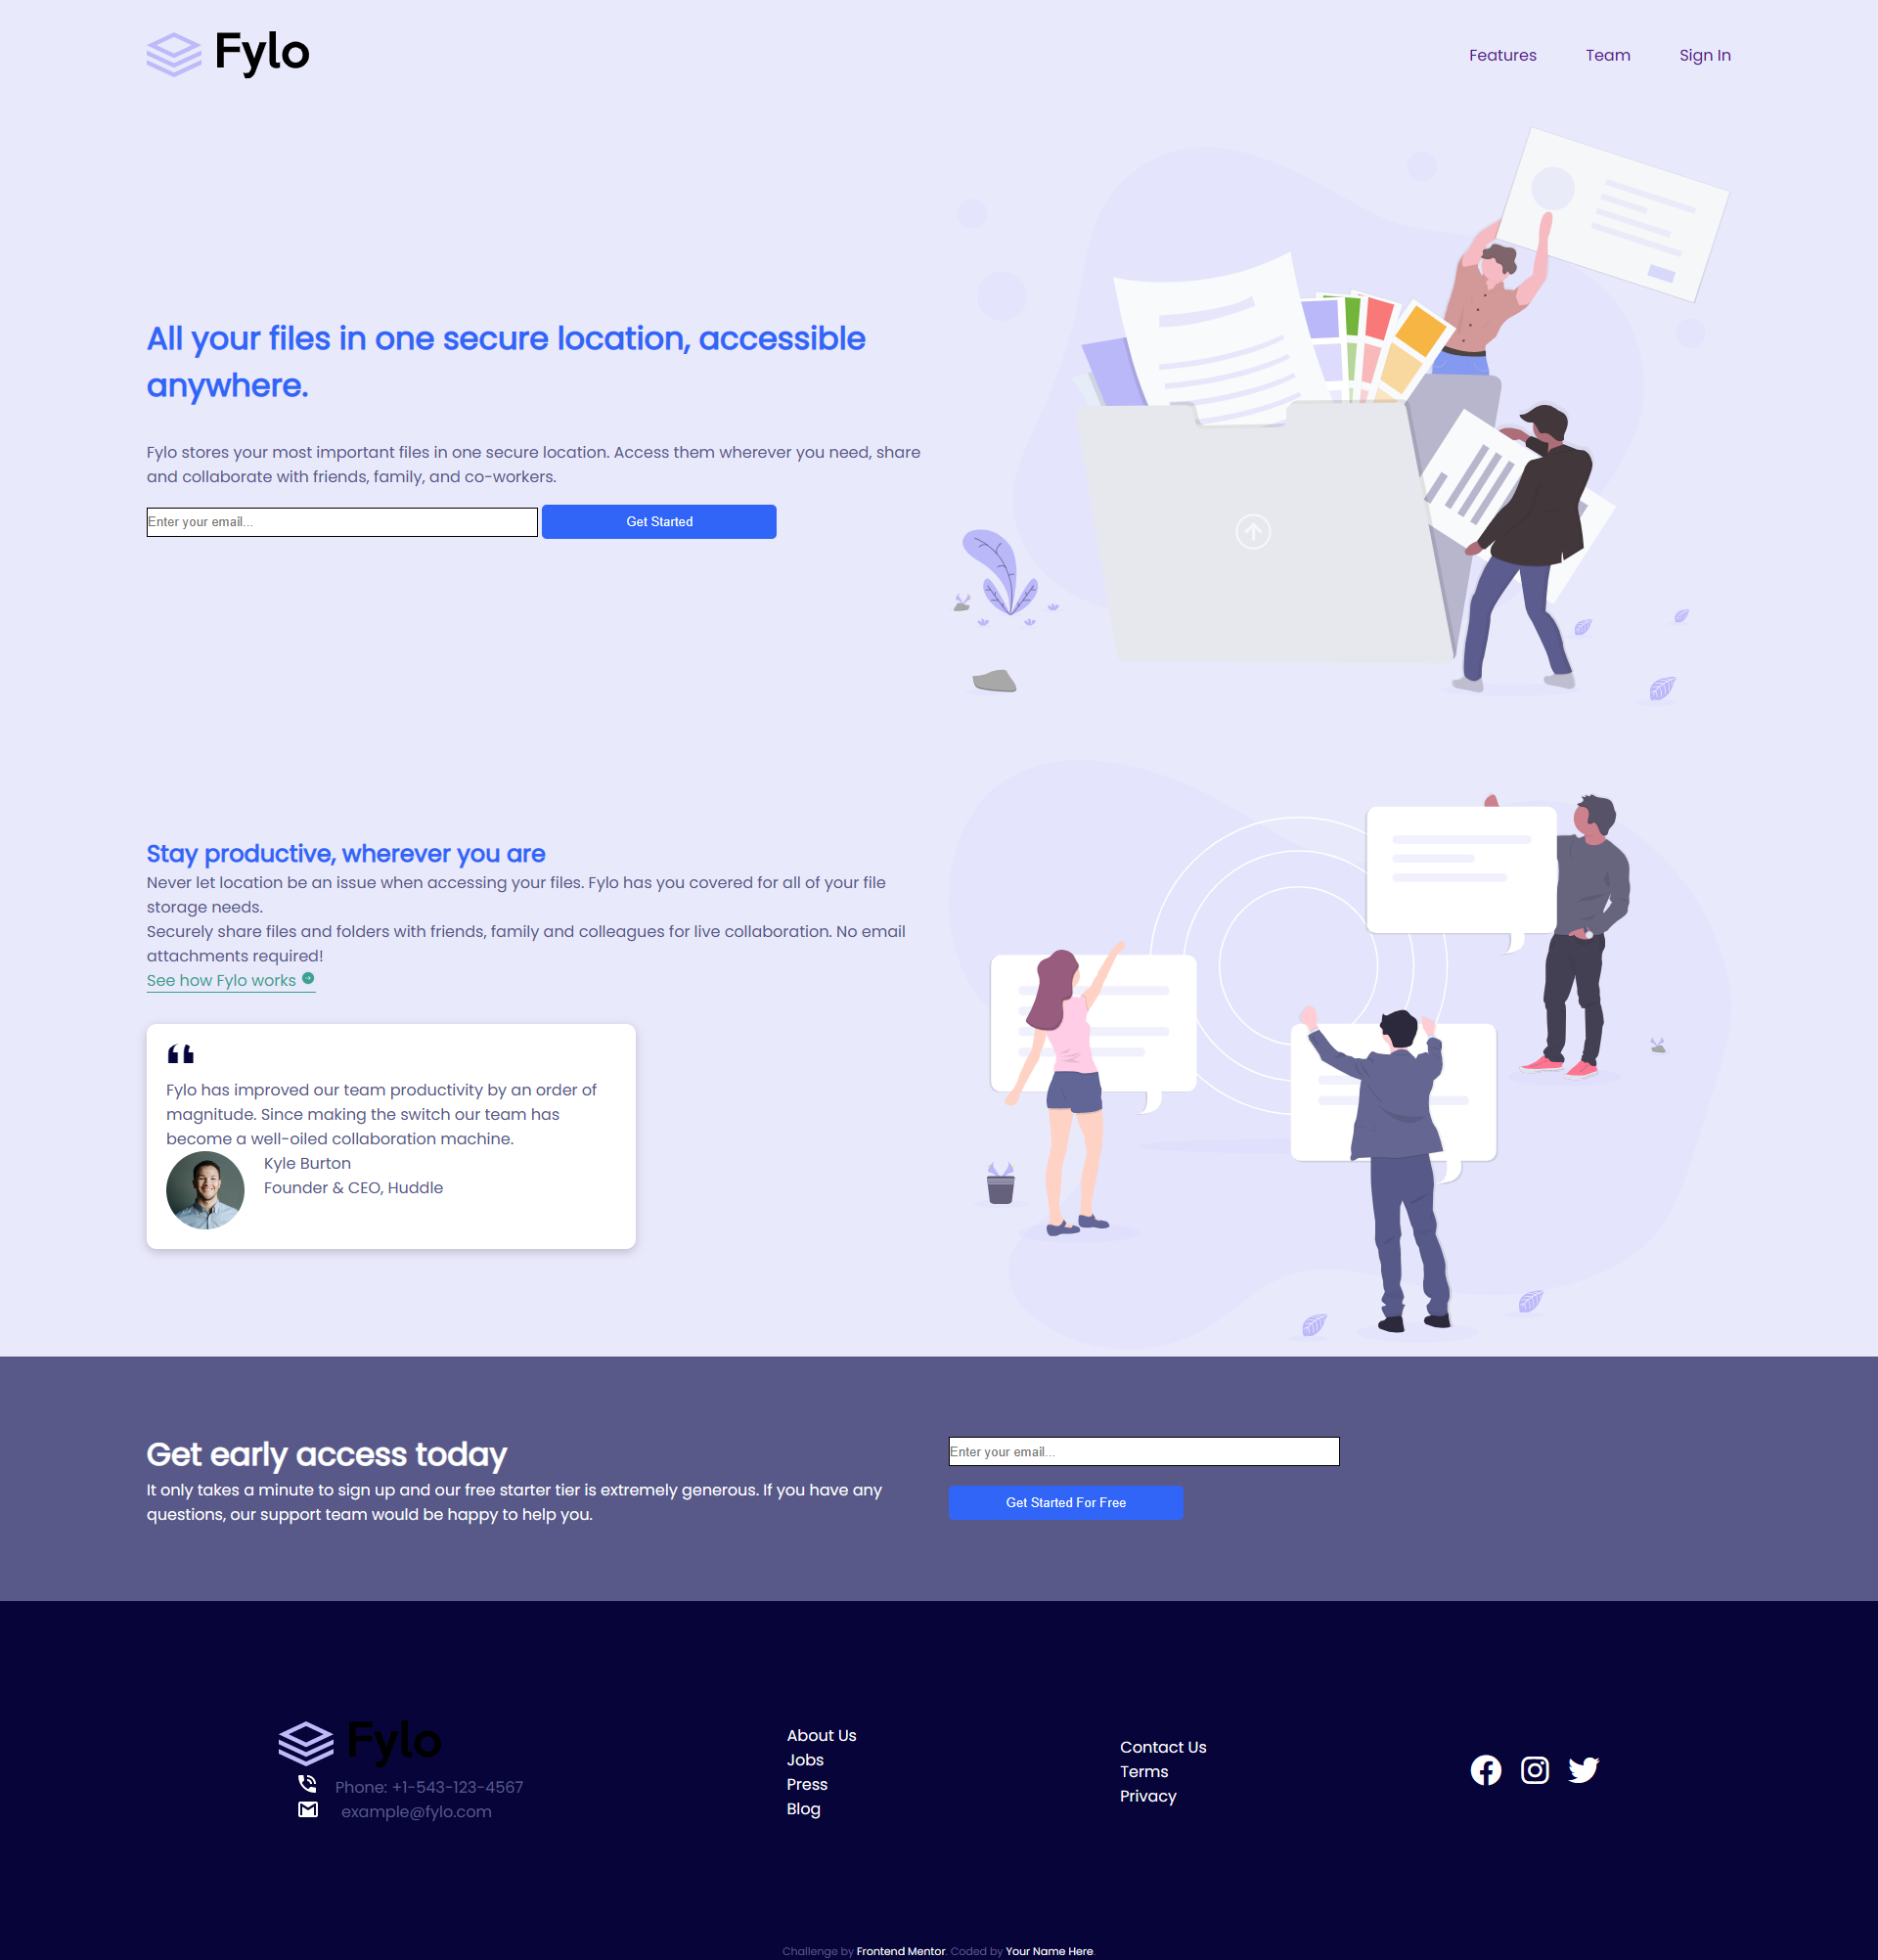 Fylo
Features Team Sign In
All your files in one secure location, accessible
anywhere.
Fylo stores your most important files in one secure location. Access them wherever you need, share
and collaborate with friends, family, and co-workers.
Enter your email... Get Started
Stay productive, wherever you are
Never let location be an issue when accessing your files. Fylo has you covered for all of your file
storage needs.
Securely share files and folders with friends, family and colleagues for live collaboration. No email
attachments required!
See how Fylo works
“
Fylo has improved our team productivity by an order of
magnitude. Since making the switch our team has
become a well-oiled collaboration machine.
Kyle Burton
Founder & CEO, Huddle
Get early access today
It only takes a minute to sign up and our free starter tier is extremely generous. If you have any
questions, our support team would be happy to help you.
Enter your email...
Get Started For Free
Fylo
Phone: +1-543-123-4567
example@fylo.com
About Us
Jobs
Press
Blog
Contact Us
Terms
Privacy
Challenge by Frontend Mentor. Coded by Your Name Here.